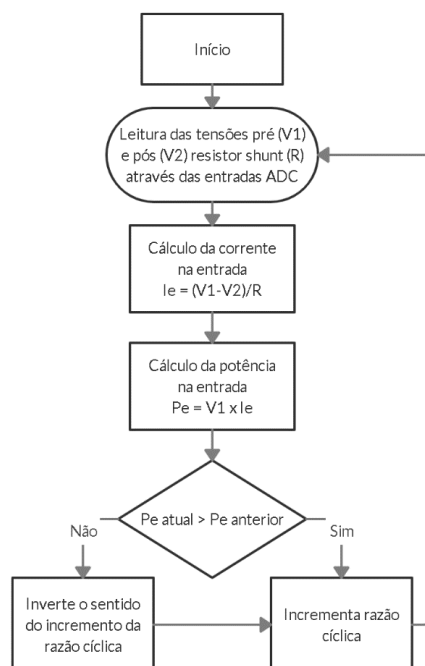 Início
Leitura das tensões pré (V1)
e pós (V2) resistor shunt (R)
através das entradas ADC
Cálculo da corrente
na entrada
Ie = (V1-V2)/R
Cálculo da potência
na entrada
Pe = V1 x Ie
Pe atual > Pe anterior
Não
Sim
Inverte o sentido
do incremento da
razão cíclica
Incrementa razão
cíclica